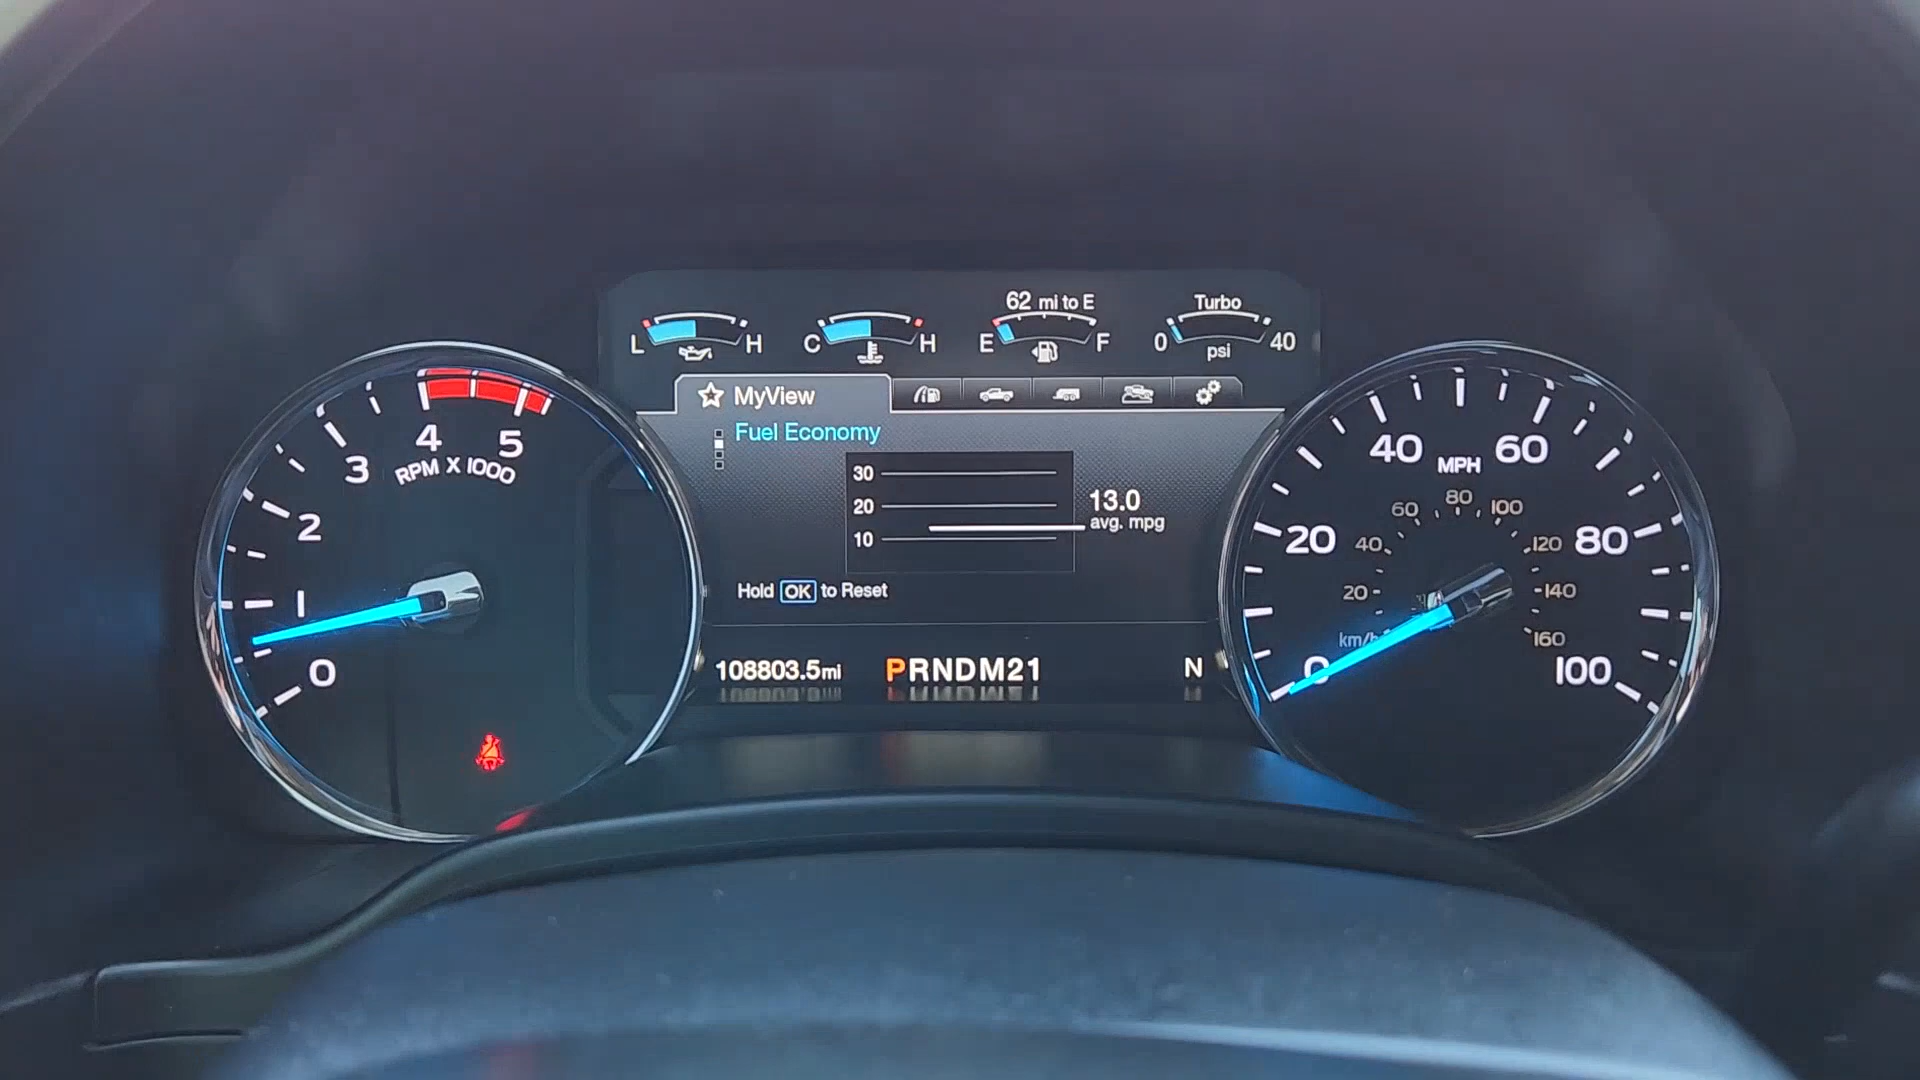 62 mi to E
Turbo
L H
C H
E F
0 40
psi
MyView
Fuel Economy
30
20
10
13.0
avg. mpg
Hold OK to Reset
108803.5mi
PRNDM21
N
0
1
2
3
4
5
RPM X 1000
0
20
40
60
80
100
MPH
km/h
20
40
60
80
100
120
140
160